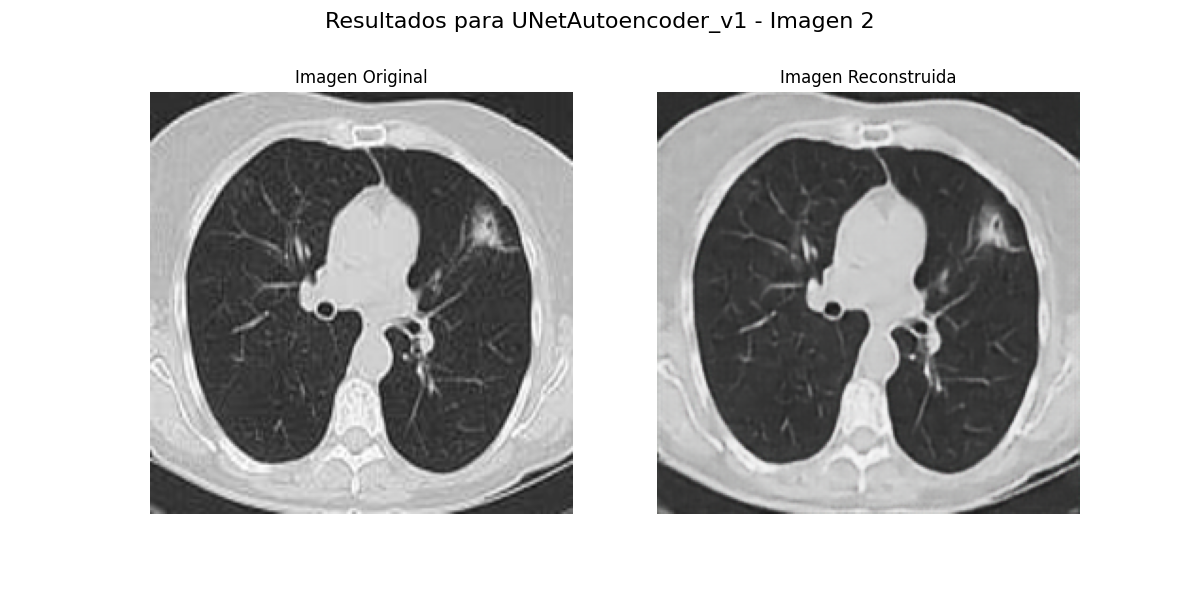 Resultados para UNetAutoencoder_v1 - Imagen 2
Imagen Original
Imagen Reconstruida